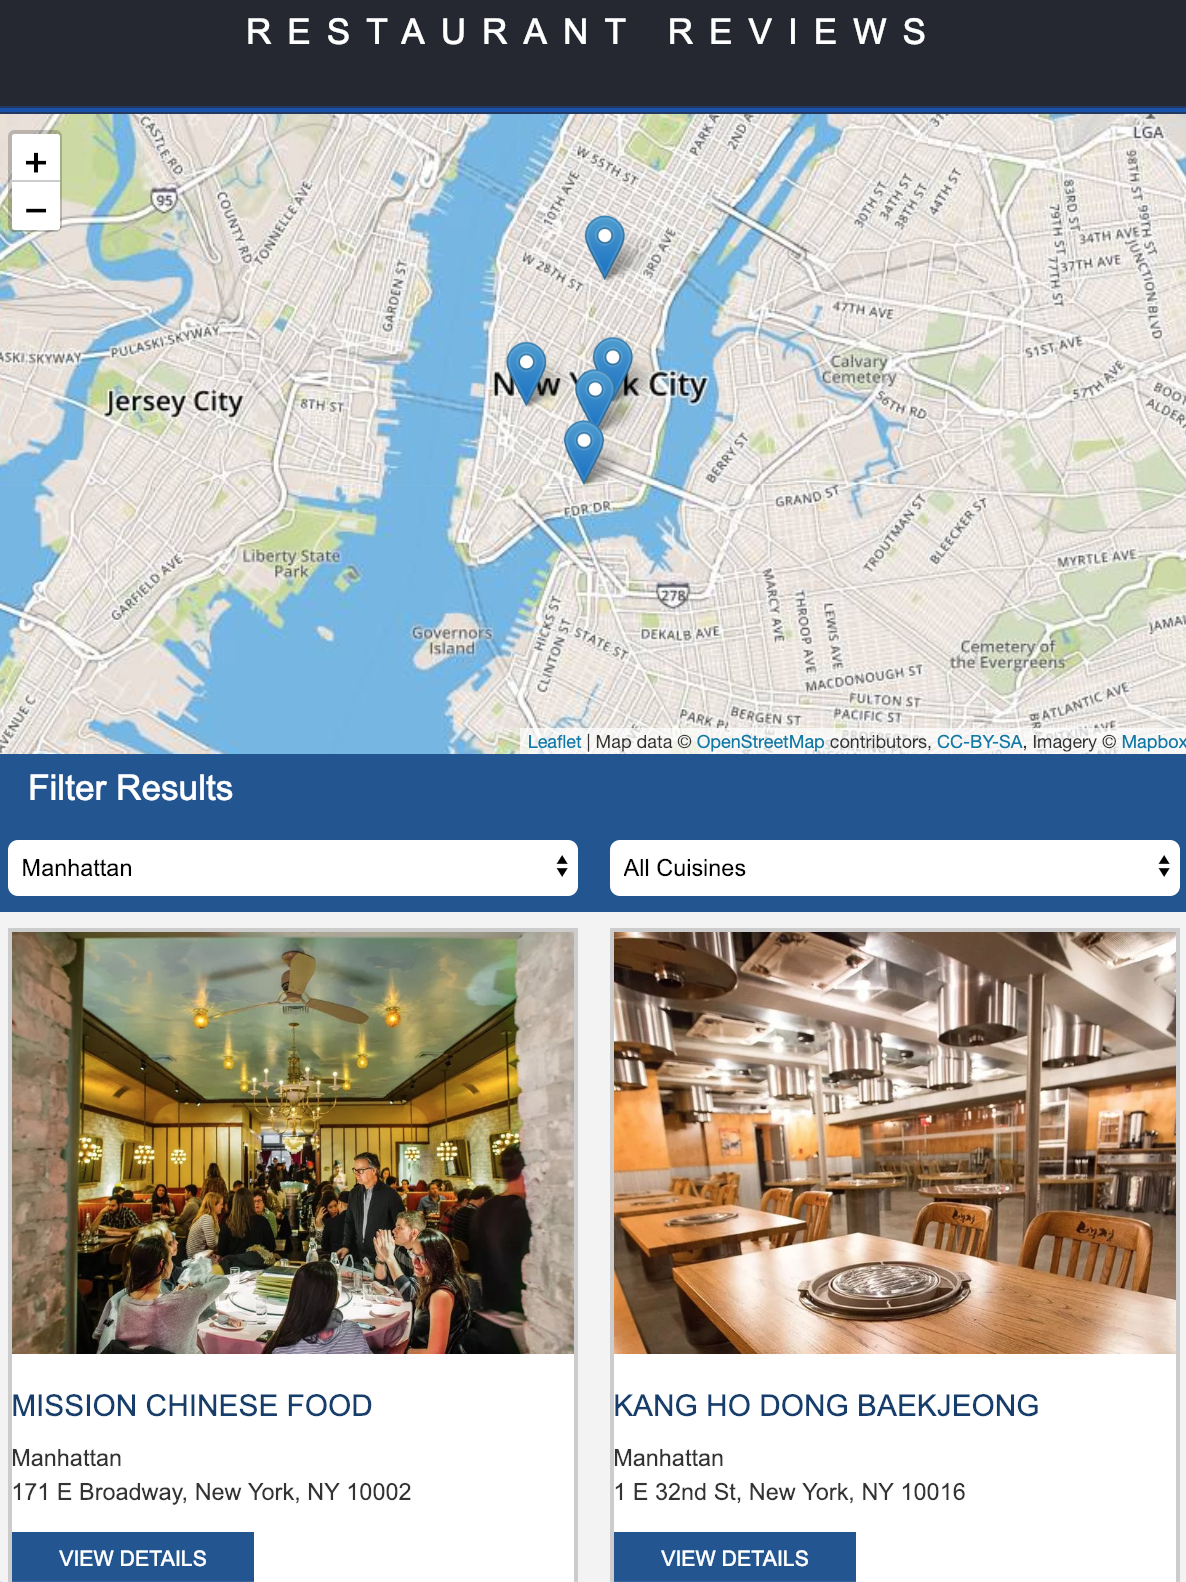 RESTAURANT REVIEWS
+
−
CASTLE RD
95
COUNTY RD
TONNELLE AVE
GARDEN ST
PULASKI SKYWAY
ASKI SKYWAY
Jersey City
8TH ST
GARFIELD AVE
AVENUE C
Liberty State
Park
Governors
Island
W 55TH ST
10TH AVE
W 28TH ST
3RD AVE
PARK A
2ND A
FDR DR
BERRY ST
HICKS ST
CLINTON ST
STATE ST
278
DEKALB AVE
MARCY AVE
THROOP AVE
LEWIS AVE
MACDONOUGH ST
FULTON ST
PACIFIC ST
BERGEN ST
PARK PL
ATLANTIC AVE
Cemetery of
the Evergreens
JAMAI
MYRTLE AVE
BLEECKER ST
TROUTMAN ST
GRAND ST
56TH RD
Calvary
Cemetery
47TH AVE
51ST AVE
57TH AVE
BOOT
ALDER
30TH ST
34TH ST
38TH ST
44TH ST
83RD ST
79TH ST
77TH ST
34TH AVE
37TH AVE
98TH ST
99TH ST
JUNCTION BLVD
LGA
Leaflet | Map data © OpenStreetMap contributors, CC-BY-SA, Imagery © Mapbox
Filter Results
Manhattan
All Cuisines
MISSION CHINESE FOOD
Manhattan
171 E Broadway, New York, NY 10002
VIEW DETAILS
KANG HO DONG BAEKJEONG
Manhattan
1 E 32nd St, New York, NY 10016
VIEW DETAILS